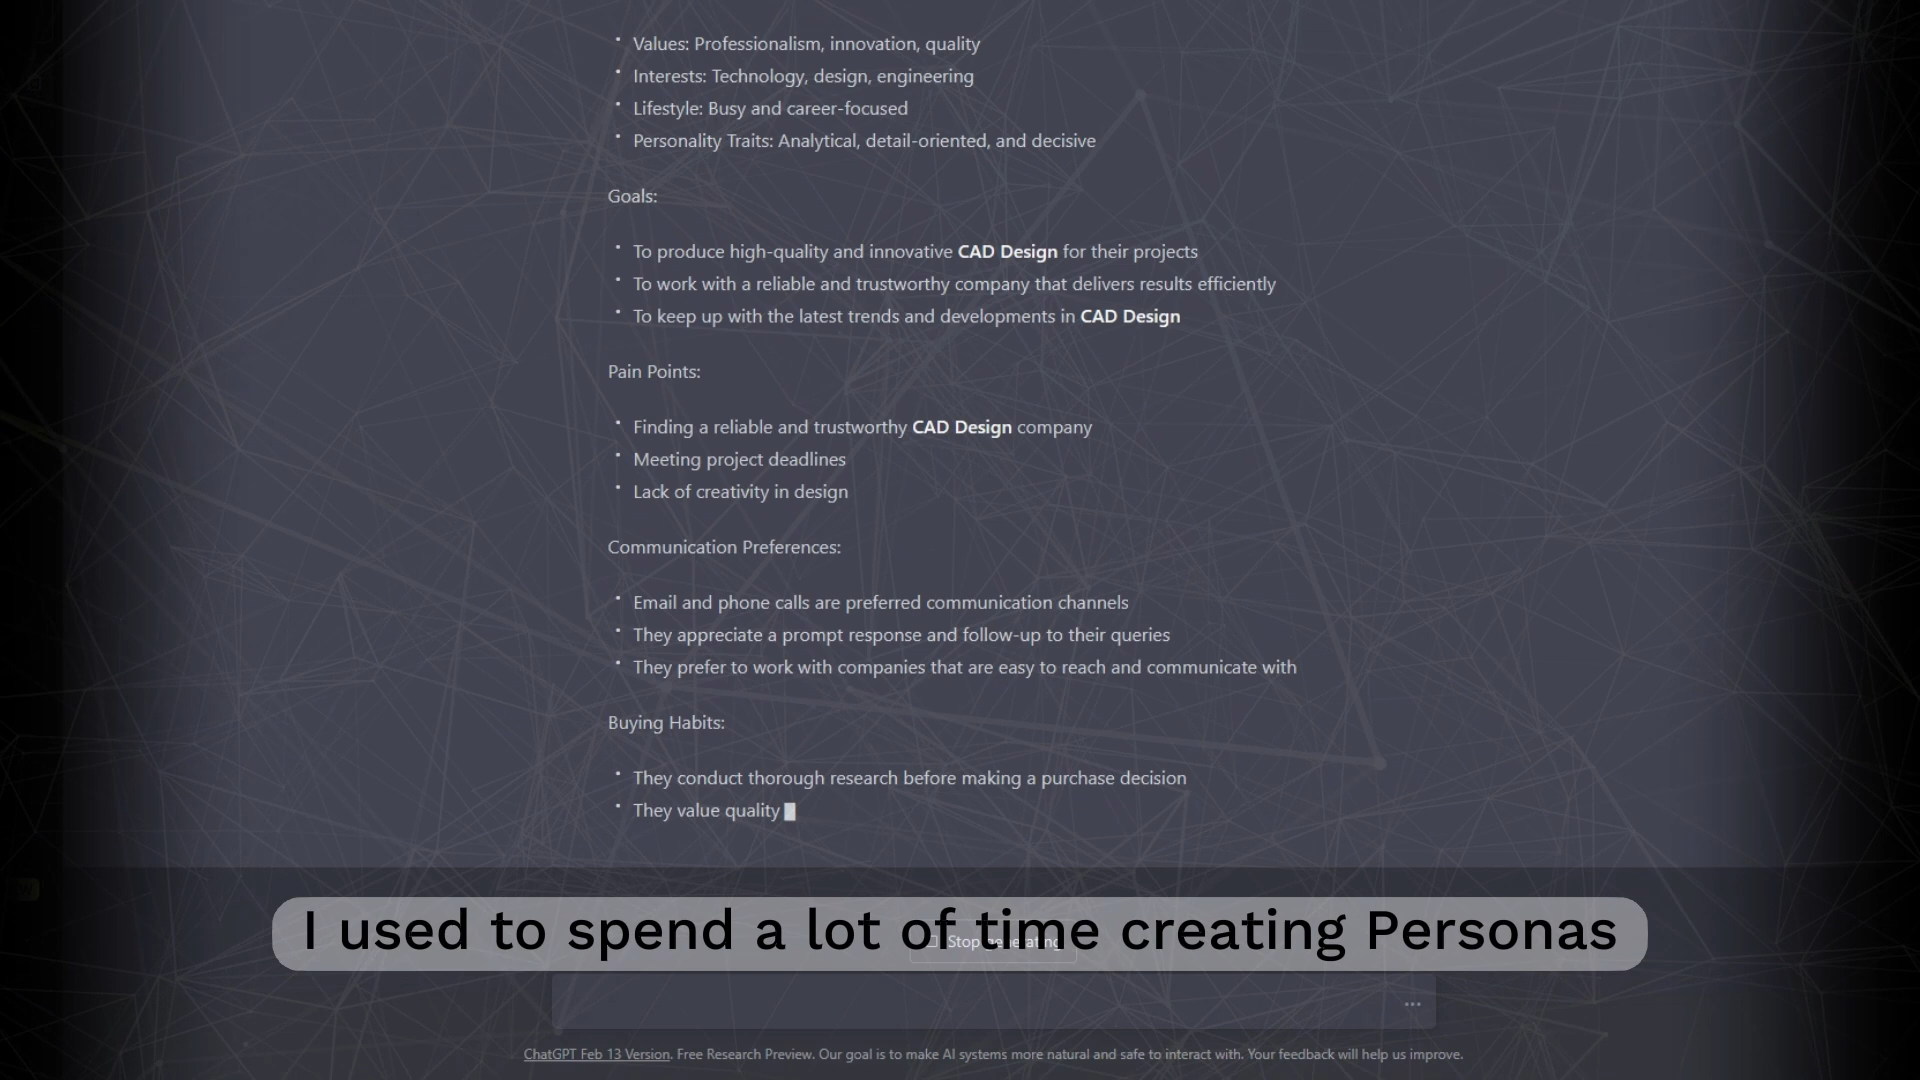 • Values: Professionalism, innovation, quality
• Interests: Technology, design, engineering
• Lifestyle: Busy and career-focused
• Personality Traits: Analytical, detail-oriented, and decisive
Goals:
• To produce high-quality and innovative CAD Design for their projects
• To work with a reliable and trustworthy company that delivers results efficiently
• To keep up with the latest trends and developments in CAD Design
Pain Points:
• Finding a reliable and trustworthy CAD Design company
• Meeting project deadlines
• Lack of creativity in design
Communication Preferences:
• Email and phone calls are preferred communication channels
• They appreciate a prompt response and follow-up to their queries
• They prefer to work with companies that are easy to reach and communicate with
Buying Habits:
• They conduct thorough research before making a purchase decision
• They value quality
I used to spend a lot of time creating Personas
Stop generating
ChatGPT Feb 13 Version. Free Research Preview. Our goal is to make AI systems more natural and safe to interact with. Your feedback will help us improve.